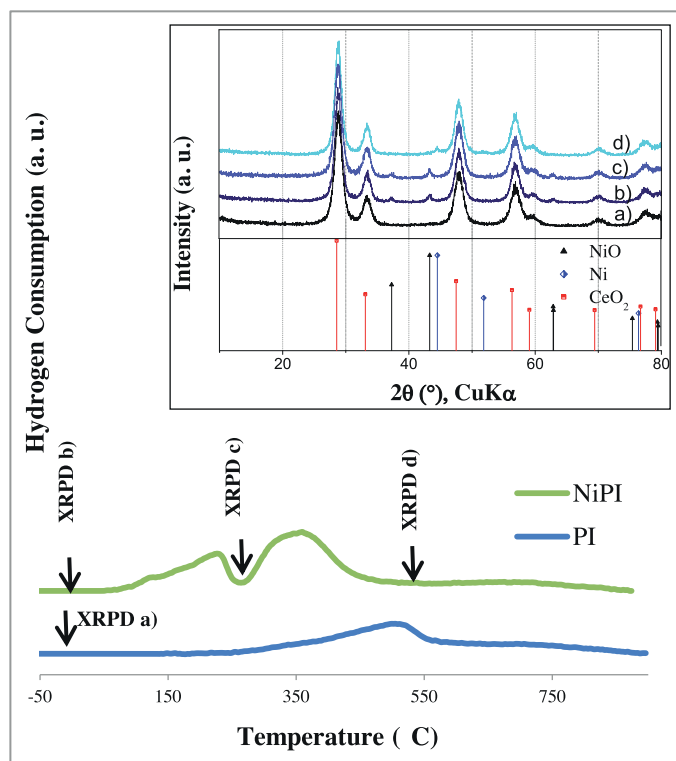 Hydrogen Consumption (a. u.)
Intensity (a. u.)
d)
c)
b)
a)
NiO
Ni
CeO2
20
40
60
80
2θ (°), CuKα
XRPD b)
XRPD c)
XRPD d)
NiPI
PI
XRPD a)
-50
150
350
550
750
Temperature ( C)